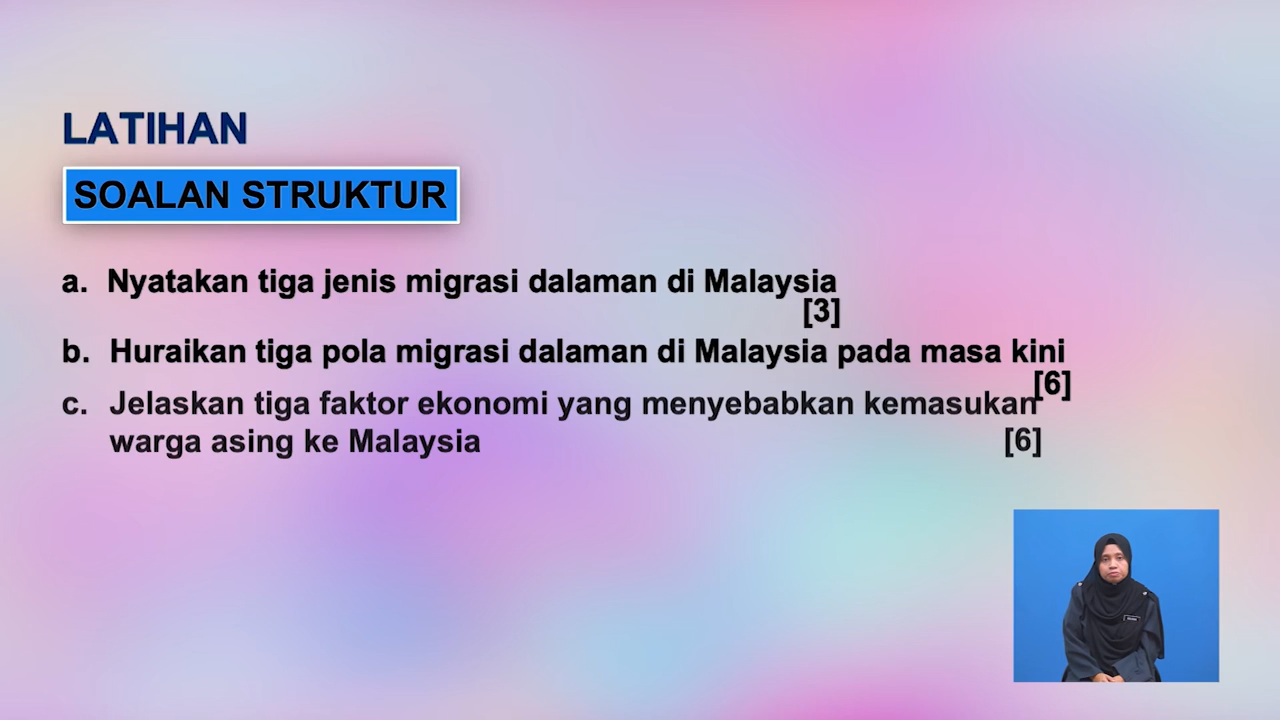 LATIHAN
SOALAN STRUKTUR
a. Nyatakan tiga jenis migrasi dalaman di Malaysia
[3]
b. Huraikan tiga pola migrasi dalaman di Malaysia pada masa kini
[6]
c. Jelaskan tiga faktor ekonomi yang menyebabkan kemasukan
warga asing ke Malaysia [6]